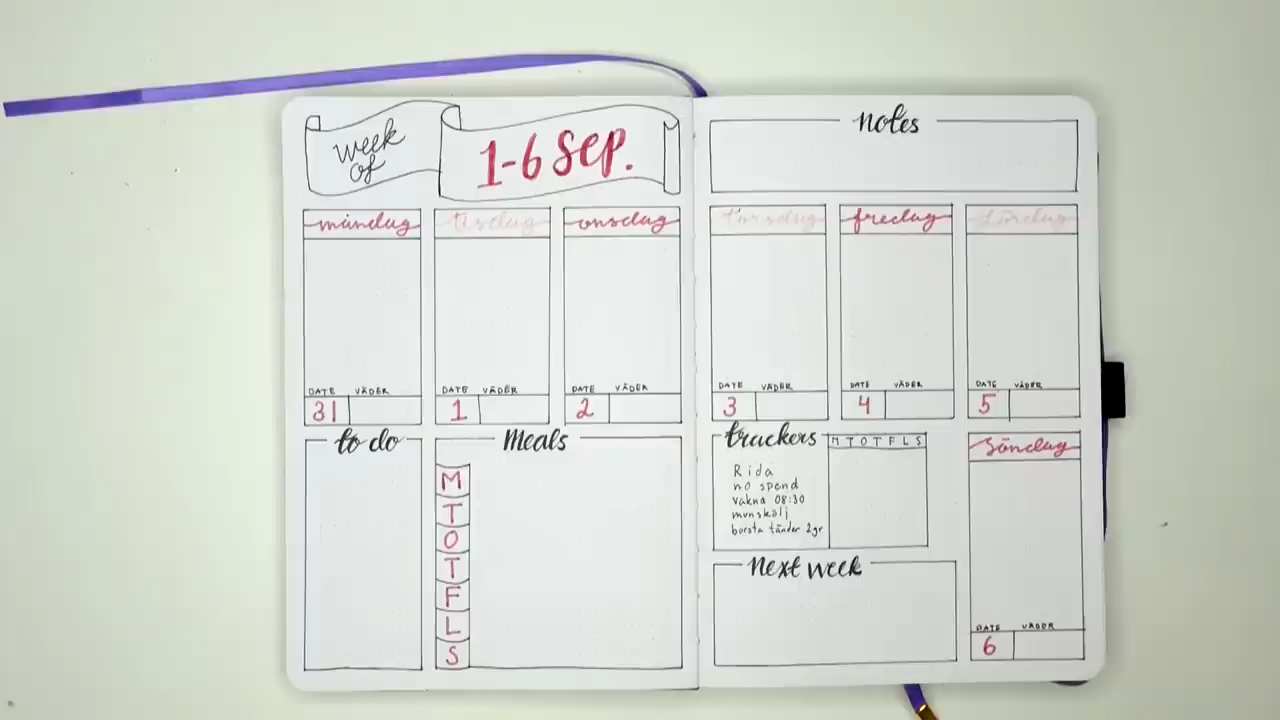 week
of
1-6 sep.
notes
måndag
tisdag
onsdag
torsdag
fredag
lördag
DATE VÄDER
31
DATE VÄDER
1
DATE VÄDER
2
DATE VÄDER
3
DATE VÄDER
4
DATE VÄDER
5
to do
Meals
M
T
O
T
F
L
S
trackers
M T O T F L S
Rida
no spend
vakna 08:30
munskölj
borsta tänder 2gr
next week
söndag
DATE VÄDER
6